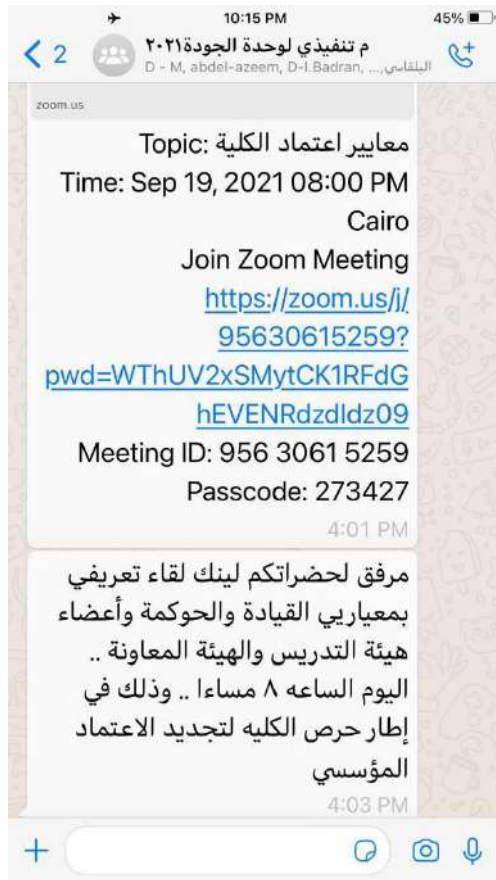 10:15 PM
45%
2
م تنفيذي لوحدة الجودة٢٠٢١
D - M, abdel-azeem, D-I.Badran, ...,البلقاسي
zoom.us
Topic: معايير اعتماد الكلية
Time: Sep 19, 2021 08:00 PM
Cairo
Join Zoom Meeting
https://zoom.us/j/
95630615259?
pwd=WThUV2xSMytCK1RFdG
hEVENRdzdldz09
Meeting ID: 956 3061 5259
Passcode: 273427
4:01 PM
مرفق لحضراتكم لينك لقاء تعريفي
بمعياريي القيادة والحوكمة وأعضاء
هيئة التدريس والهيئة المعاونة ..
اليوم الساعه ٨ مساءا .. وذلك في
إطار حرص الكليه لتجديد الاعتماد
المؤسسي
4:03 PM